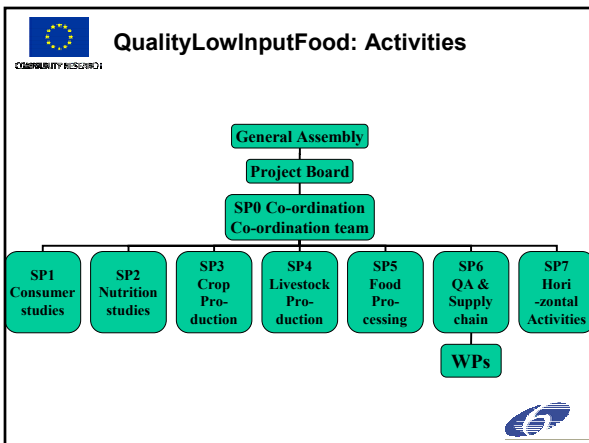 QualityLowInputFood: Activities
COMMUNITY RESEARCH
General Assembly
Project Board
SP0 Co-ordination
Co-ordination team
SP1
Consumer
studies
SP2
Nutrition
studies
SP3
Crop
Pro-
duction
SP4
Livestock
Pro-
duction
SP5
Food
Pro-
cessing
SP6
QA &
Supply
chain
SP7
Hori
-zontal
Activities
WPs
6